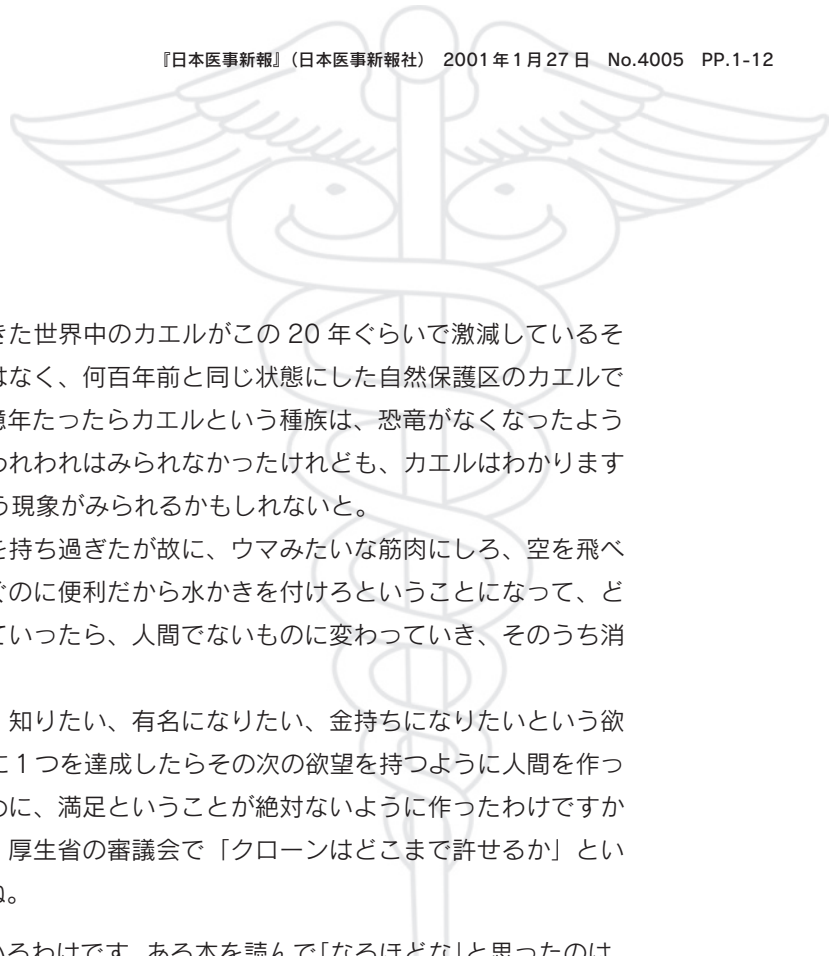 『日本医事新報』（日本医事新報社） 2001年1月27日 No.4005 PP.1-12
きた世界中のカエルがこの 20 年ぐらいで激減しているそ
はなく、何百年前と同じ状態にした自然保護区のカエルで
億年たったらカエルという種族は、恐竜がなくなったよう
われわれはみられなかったけれども、カエルはわかります
う現象がみられるかもしれないと。
を持ち過ぎたが故に、ウマみたいな筋肉にしろ、空を飛べ
ぐのに便利だから水かきを付けろということになって、ど
ていったら、人間でないものに変わっていき、そのうち消
知りたい、有名になりたい、金持ちになりたいという欲
に１つを達成したらその次の欲望を持つように人間を作っ
めに、満足ということが絶対ないように作ったわけですか
厚生省の審議会で「クローンはどこまで許せるか」とい
ね。
いるわけです。ある本を読んで「なるほどな」と思ったのは、